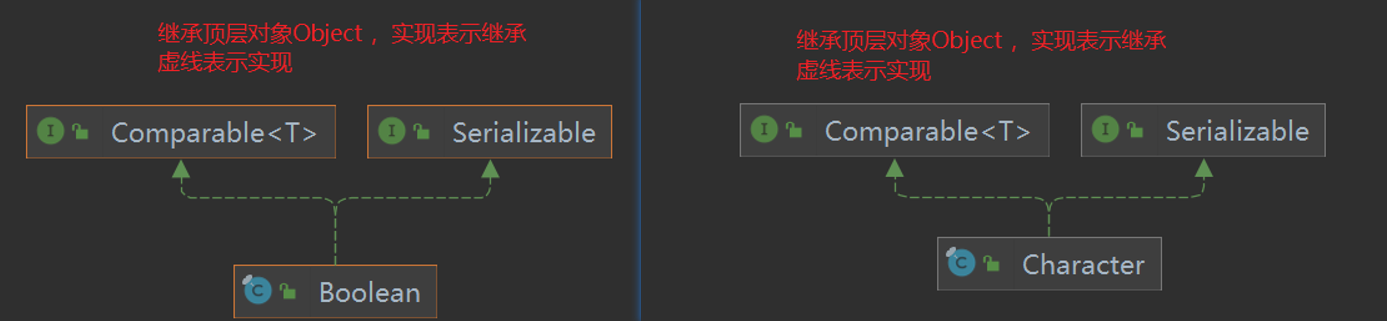 继承顶层对象Object ，实现表示继承
虚线表示实现
I Comparable<T>
I Serializable
C Boolean
继承顶层对象Object ，实现表示继承
虚线表示实现
I Comparable<T>
I Serializable
C Character